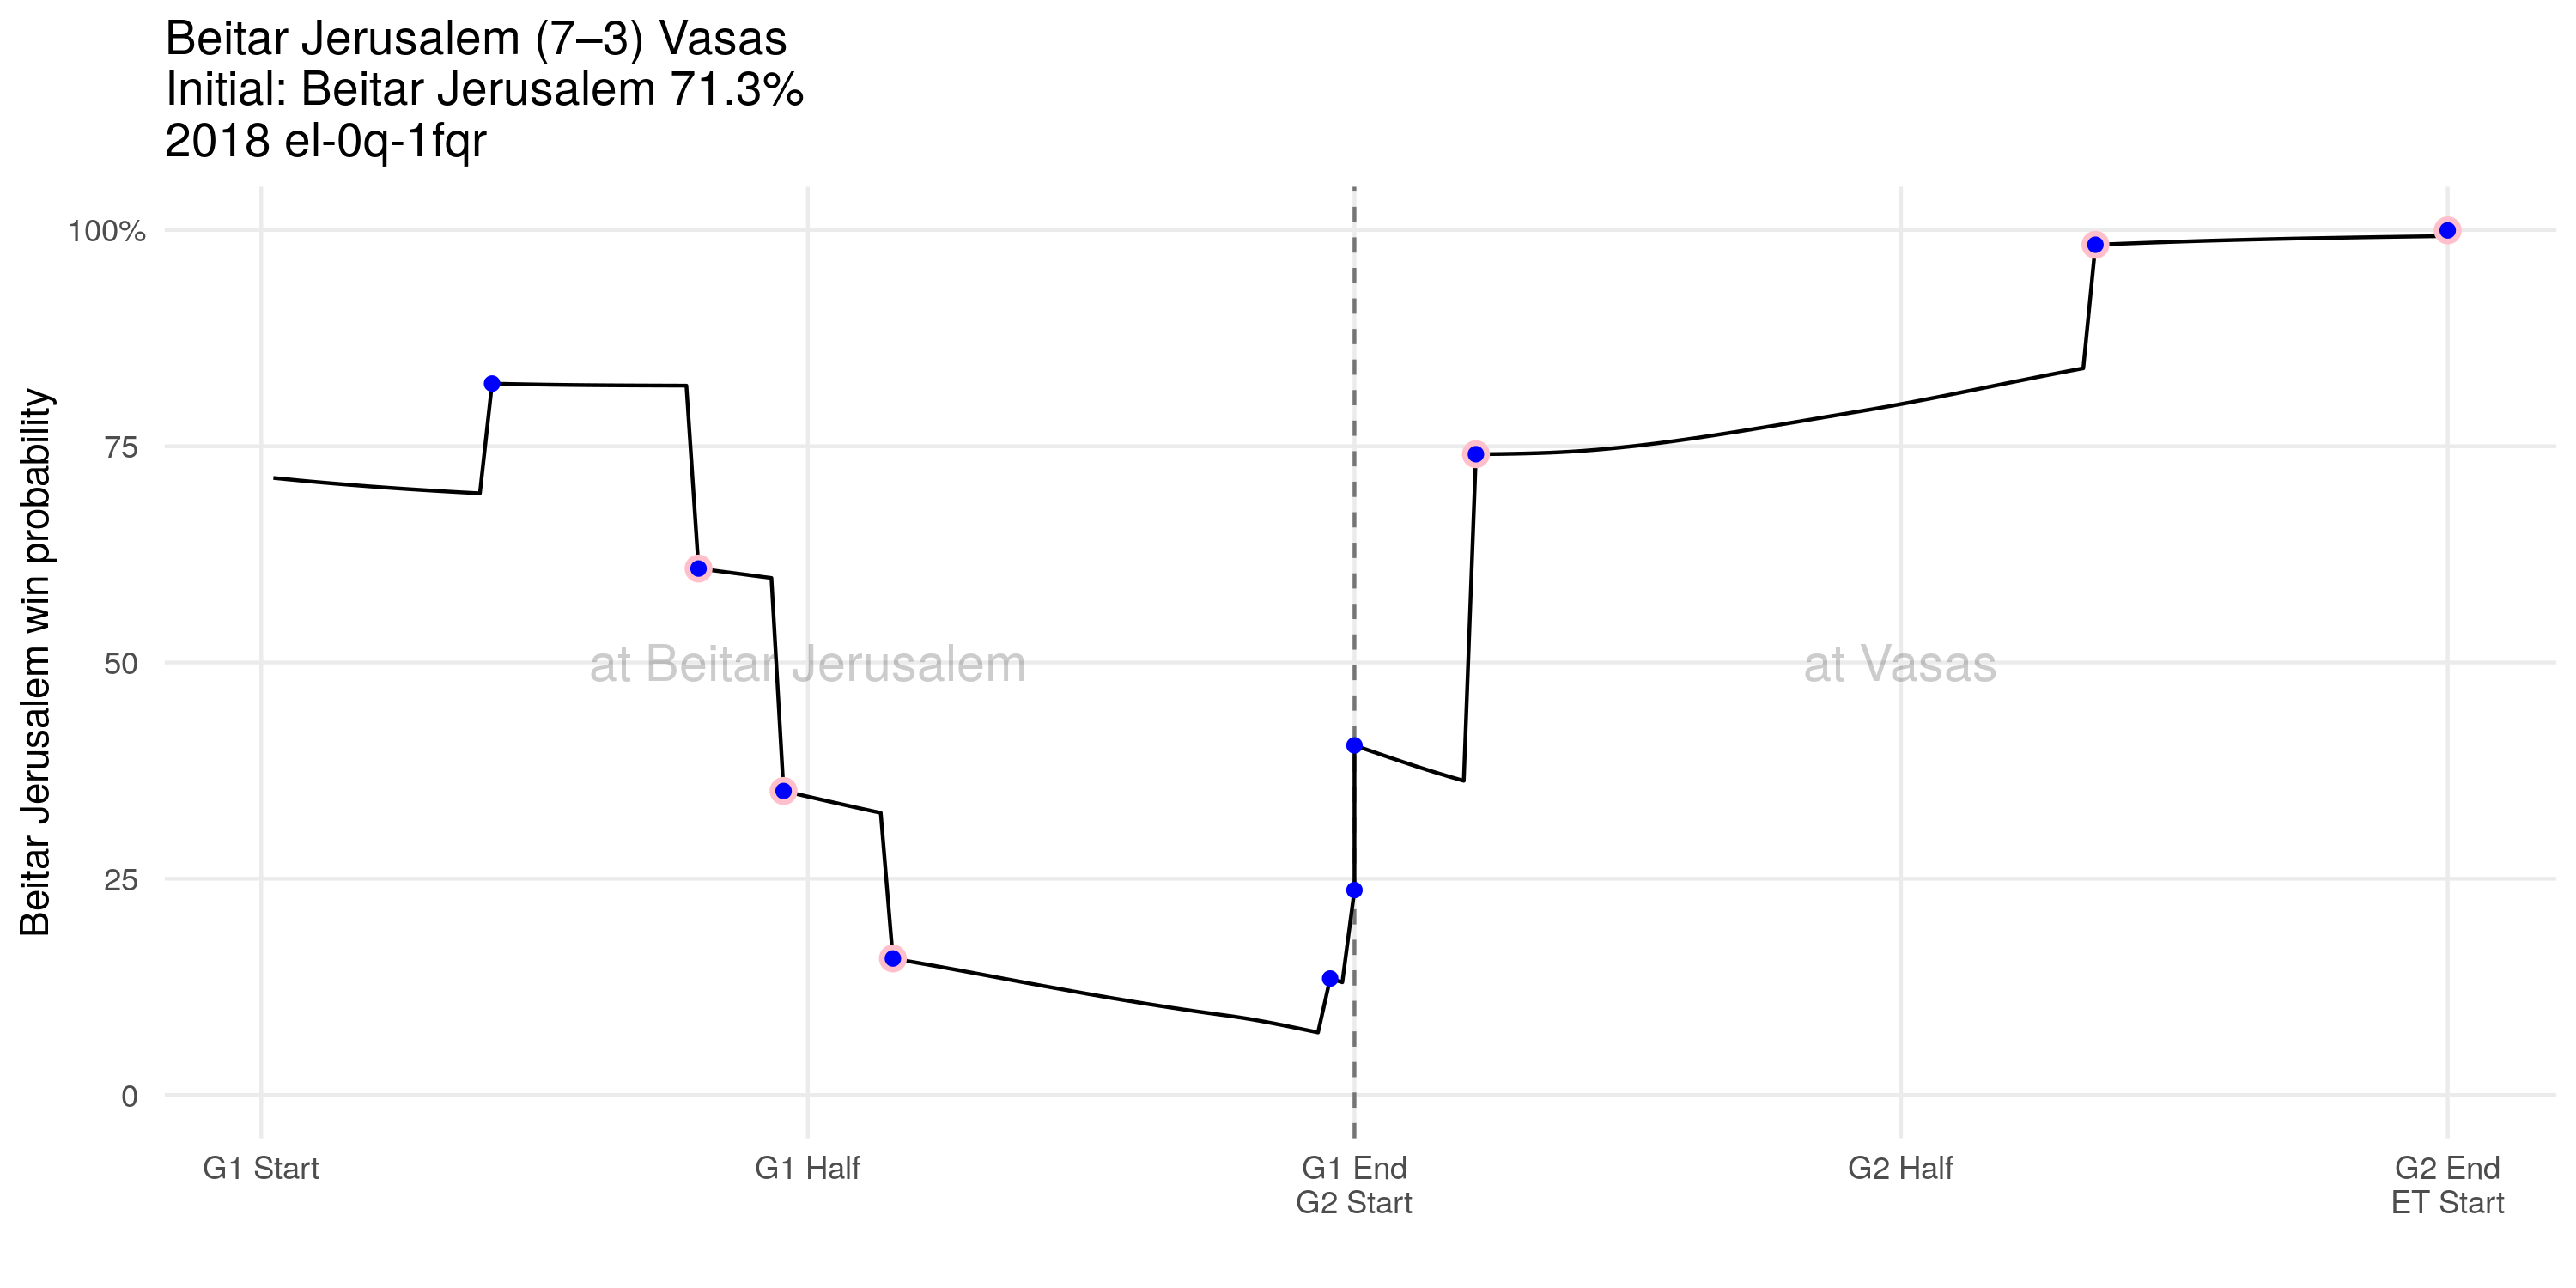 Beitar Jerusalem (7–3) Vasas
Initial: Beitar Jerusalem 71.3%
2018 el-0q-1fqr
Beitar Jerusalem win probability
100%
75
50
25
0
at Beitar Jerusalem
at Vasas
G1 Start
G1 Half
G1 End
G2 Start
G2 Half
G2 End
ET Start